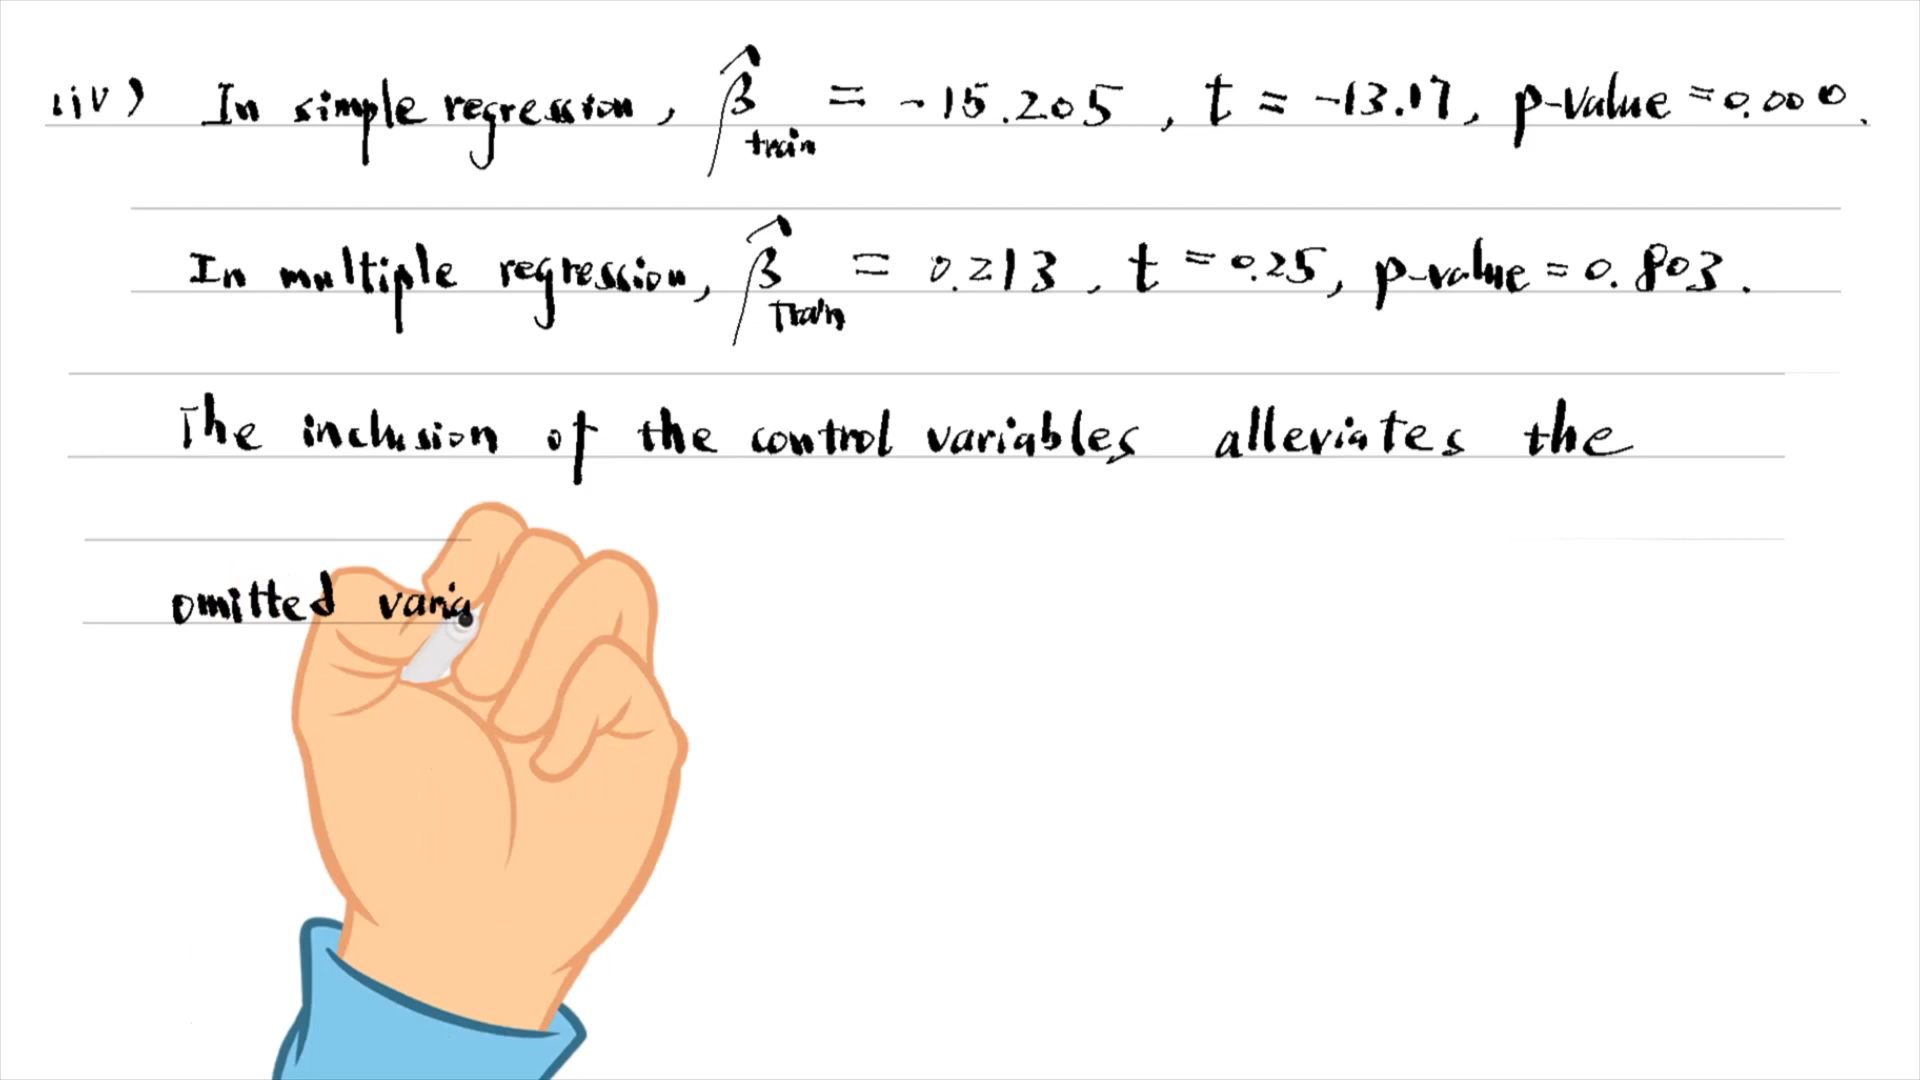 (iv) In simple regression, β̂ train = -15.205, t = -13.17, p-value = 0.000.
In multiple regression, β̂ Train = 0.213, t = 0.25, p-value = 0.803.
The inclusion of the control variables alleviates the
omitted varia